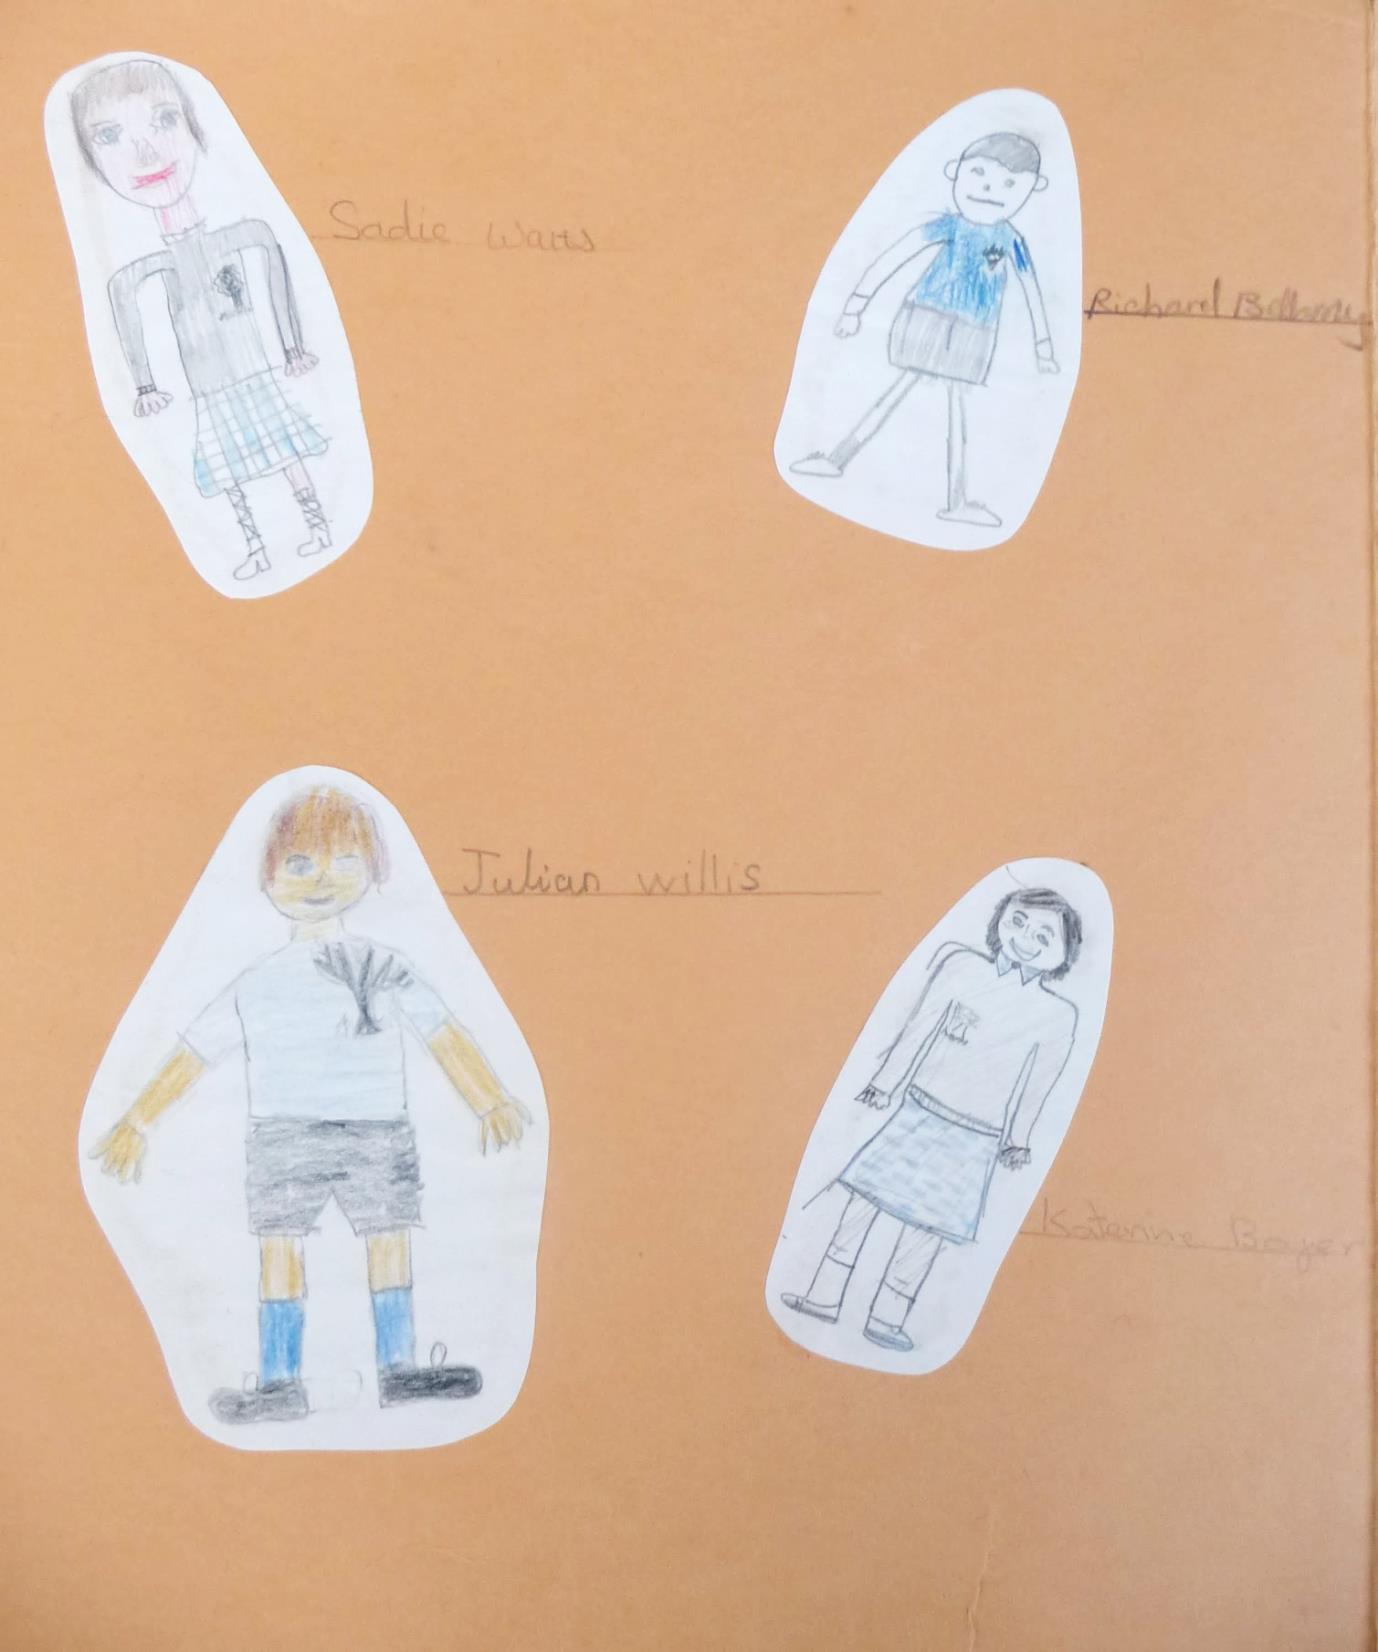 Sadie Watts
Richard Bellamy
Julian willis
Katerine Boyer